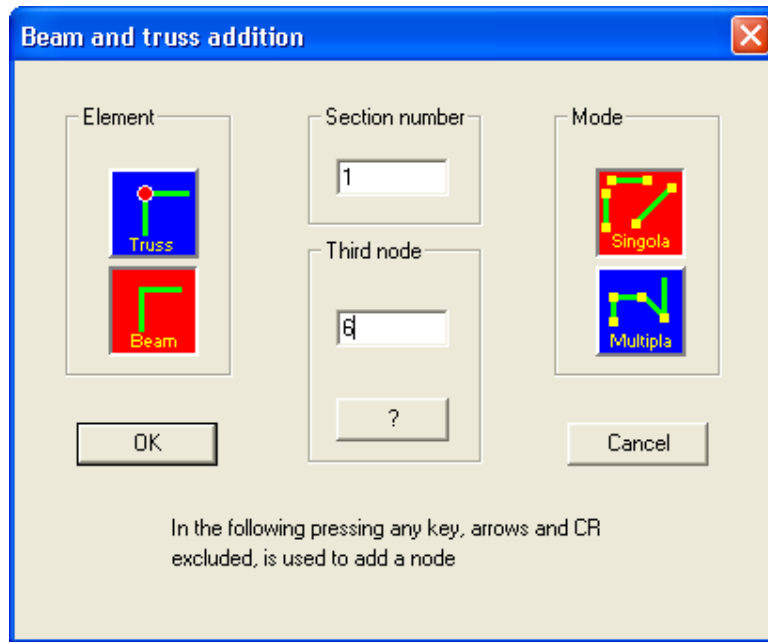 Beam and truss addition
Element
Section number
Mode
1
Truss
Singola
Third node
Beam
6
Multipla
?
OK
Cancel
In the following pressing any key, arrows and CR
excluded, is used to add a node